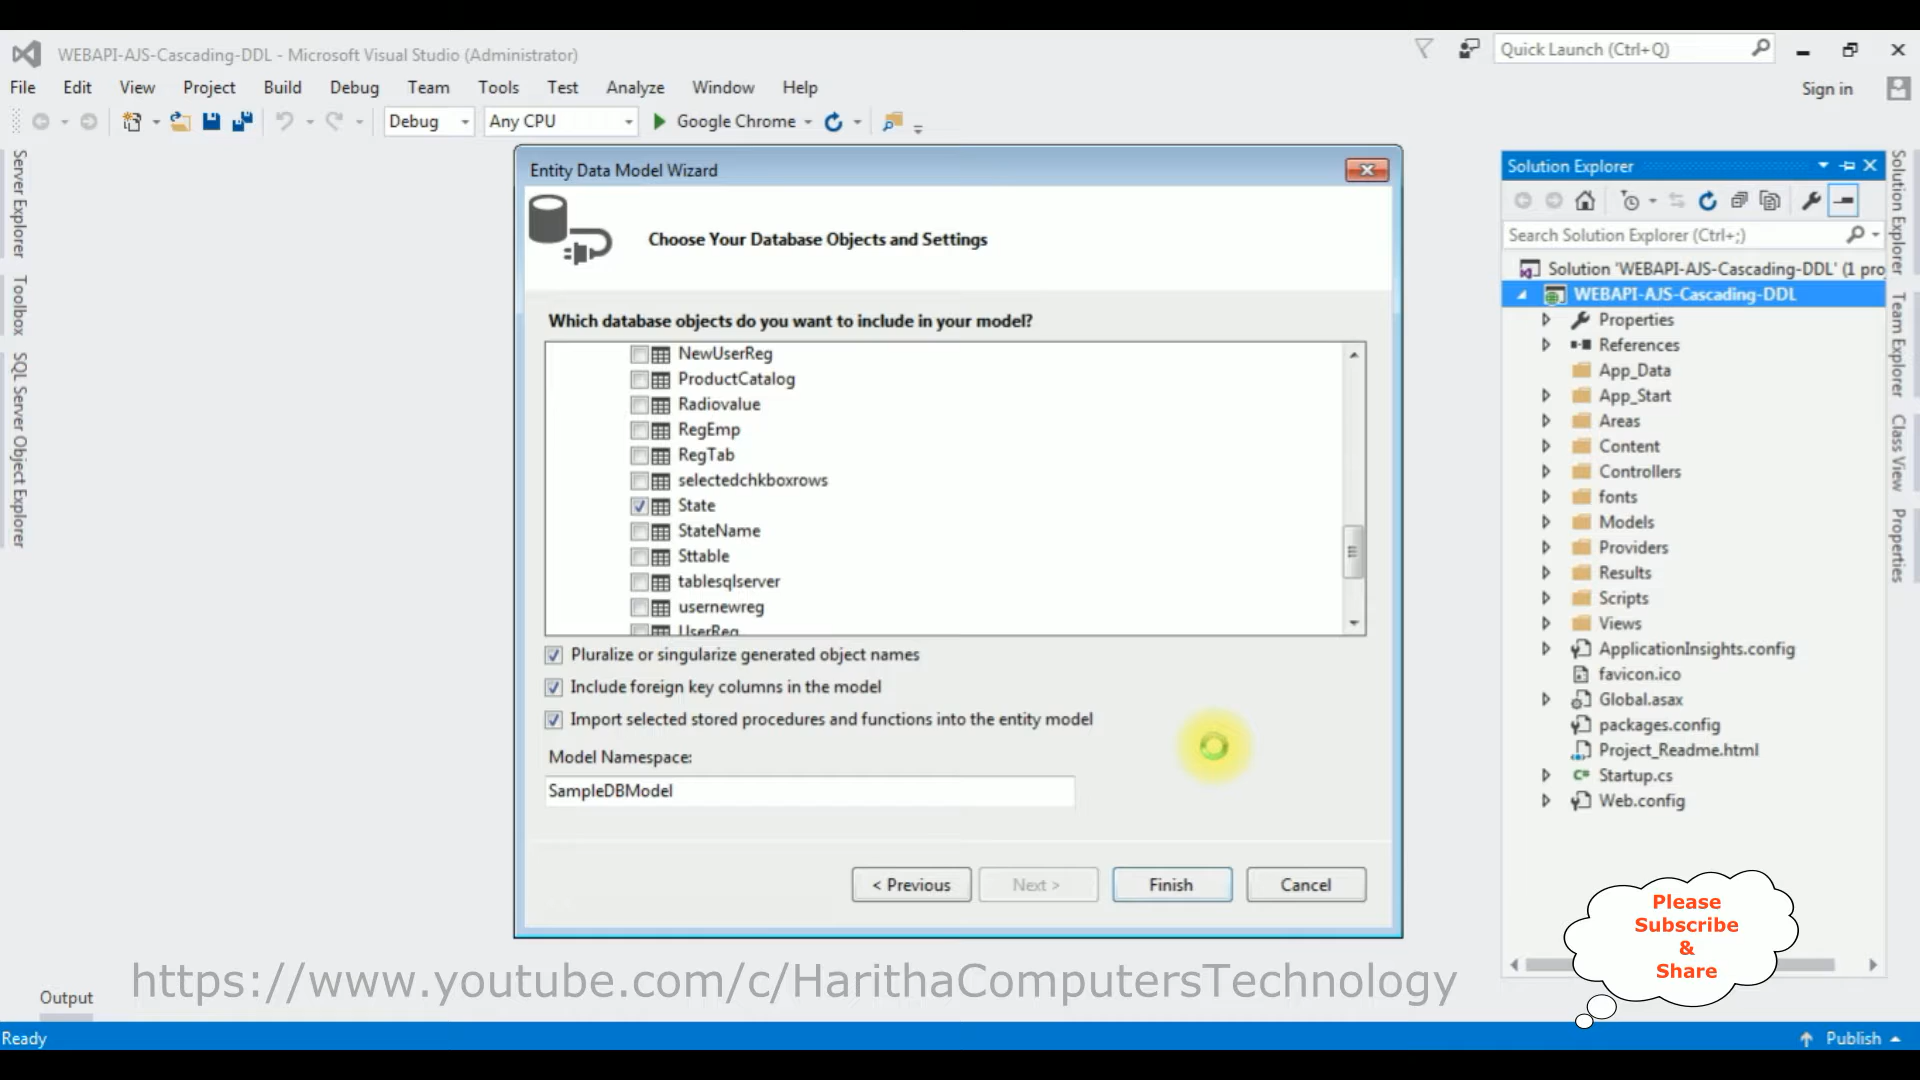 WEBAPI-AJS-Cascading-DDL - Microsoft Visual Studio (Administrator)
Quick Launch (Ctrl+Q)
File Edit View Project Build Debug Team Tools Test Analyze Window Help
Sign in
Debug Any CPU Google Chrome
Server Explorer
Toolbox
SQL Server Object Explorer
Entity Data Model Wizard
Choose Your Database Objects and Settings
Which database objects do you want to include in your model?
NewUserReg
ProductCatalog
Radiovalue
RegEmp
RegTab
selectedchkboxrows
State
StateName
Sttable
tablesqlserver
usernewreg
UserReg
Pluralize or singularize generated object names
Include foreign key columns in the model
Import selected stored procedures and functions into the entity model
Model Namespace:
SampleDBModel
< Previous
Next >
Finish
Cancel
Solution Explorer
Search Solution Explorer (Ctrl+;)
Solution 'WEBAPI-AJS-Cascading-DDL' (1 pro
WEBAPI-AJS-Cascading-DDL
Properties
References
App_Data
App_Start
Areas
Content
Controllers
fonts
Models
Providers
Results
Scripts
Views
ApplicationInsights.config
favicon.ico
Global.asax
packages.config
Project_Readme.html
C# Startup.cs
Web.config
Solution Explorer
Team Explorer
Class View
Properties
Please
Subscribe
&
Share
https://www.youtube.com/c/HarithaComputersTechnology
Output
Ready
Publish